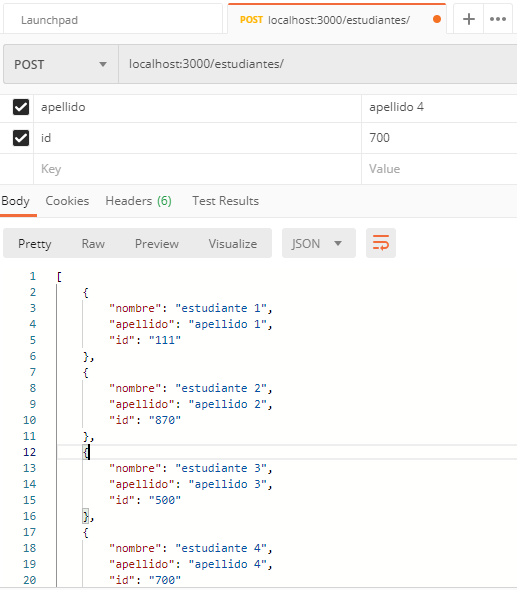 Launchpad POST localhost:3000/estudiantes/ + •••
POST localhost:3000/estudiantes/
apellido apellido 4
id 700
Key Value
Body Cookies Headers (6) Test Results
Pretty Raw Preview Visualize JSON
1 [
2 {
3 "nombre": "estudiante 1",
4 "apellido": "apellido 1",
5 "id": "111"
6 },
7 {
8 "nombre": "estudiante 2",
9 "apellido": "apellido 2",
10 "id": "870"
11 },
12 {
13 "nombre": "estudiante 3",
14 "apellido": "apellido 3",
15 "id": "500"
16 },
17 {
18 "nombre": "estudiante 4",
19 "apellido": "apellido 4",
20 "id": "700"